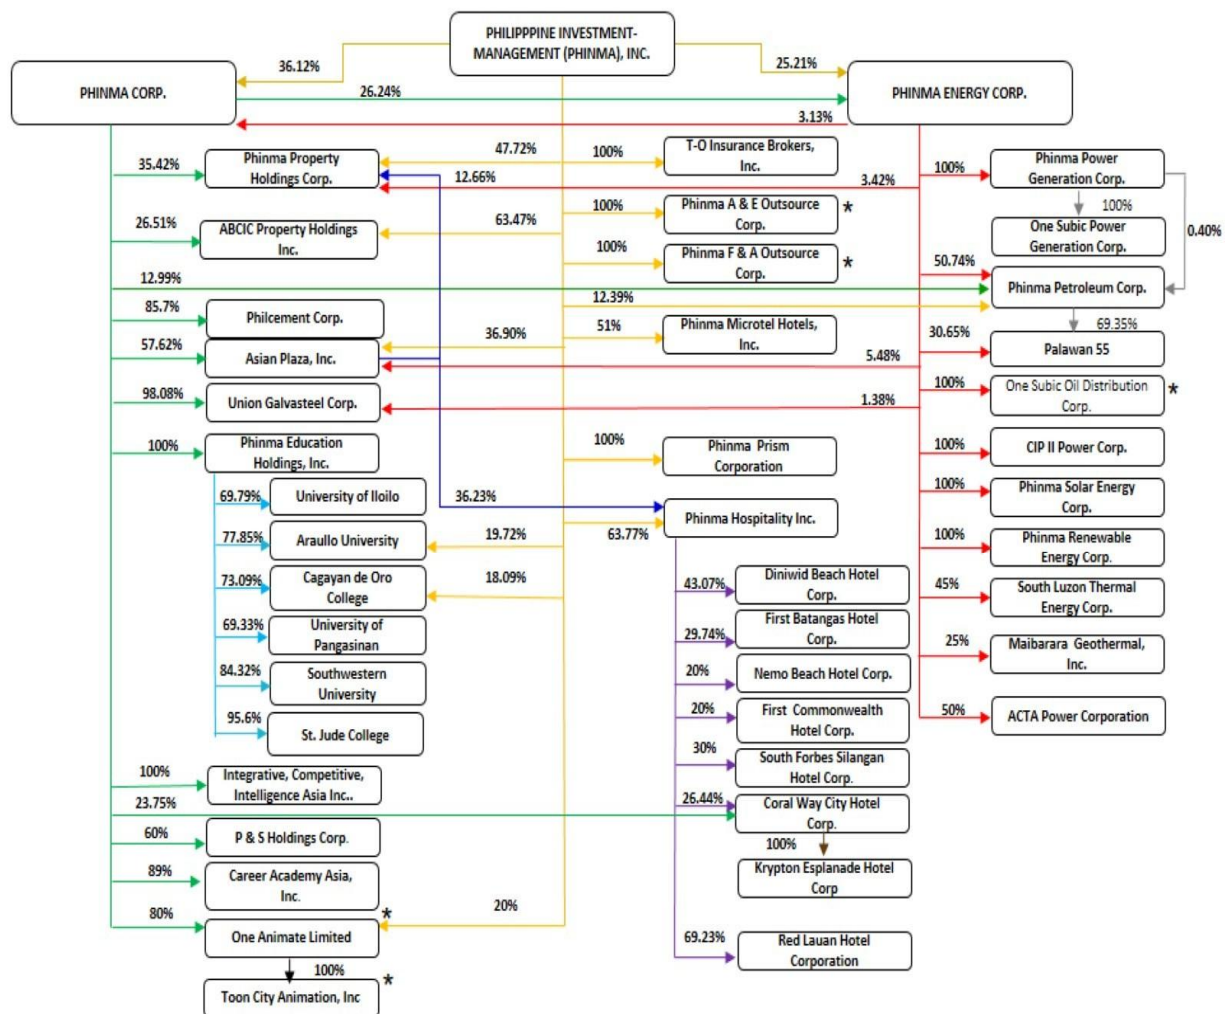 PHILIPPPINE INVESTMENT-
MANAGEMENT (PHINMA), INC.
36.12%
25.21%
PHINMA CORP.
26.24%
PHINMA ENERGY CORP.
3.13%
35.42%
Phinma Property
Holdings Corp.
47.72%
100%
T-O Insurance Brokers,
Inc.
12.66%
3.42%
100%
Phinma Power
Generation Corp.
100%
0.40%
26.51%
ABCIC Property Holdings
Inc.
63.47%
100%
Phinma A & E Outsource
Corp.
*
One Subic Power
Generation Corp.
100%
Phinma F & A Outsource
Corp.
*
50.74%
Phinma Petroleum Corp.
12.99%
12.39%
69.35%
85.7%
Philcement Corp.
51%
Phinma Microtel Hotels,
Inc.
57.62%
Asian Plaza, Inc.
36.90%
5.48%
30.65%
Palawan 55
98.08%
Union Galvasteel Corp.
1.38%
100%
One Subic Oil Distribution
Corp.
*
100%
Phinma Education
Holdings, Inc.
100%
Phinma  Prism
Corporation
100%
CIP II Power Corp.
69.79%
University of Iloilo
36.23%
Phinma Hospitality Inc.
63.77%
100%
Phinma Solar Energy
Corp.
77.85%
Araullo University
19.72%
100%
Phinma Renewable
Energy Corp.
73.09%
Cagayan de Oro
College
18.09%
43.07%
Diniwid Beach Hotel
Corp.
45%
South Luzon Thermal
Energy Corp.
69.33%
University of
Pangasinan
29.74%
First Batangas Hotel
Corp.
25%
Maibarara  Geothermal,
Inc.
84.32%
Southwestern
University
20%
Nemo Beach Hotel Corp.
95.6%
St. Jude College
20%
First  Commonwealth
Hotel Corp.
50%
ACTA Power Corporation
100%
Integrative, Competitive,
Intelligence Asia Inc..
30%
South Forbes Silangan
Hotel Corp.
23.75%
26.44%
Coral Way City Hotel
Corp.
60%
P & S Holdings Corp.
100%
89%
Career Academy Asia,
Inc.
Krypton Esplanade Hotel
Corp
80%
One Animate Limited
*
20%
69.23%
Red Lauan Hotel
Corporation
100%
Toon City Animation, Inc
*